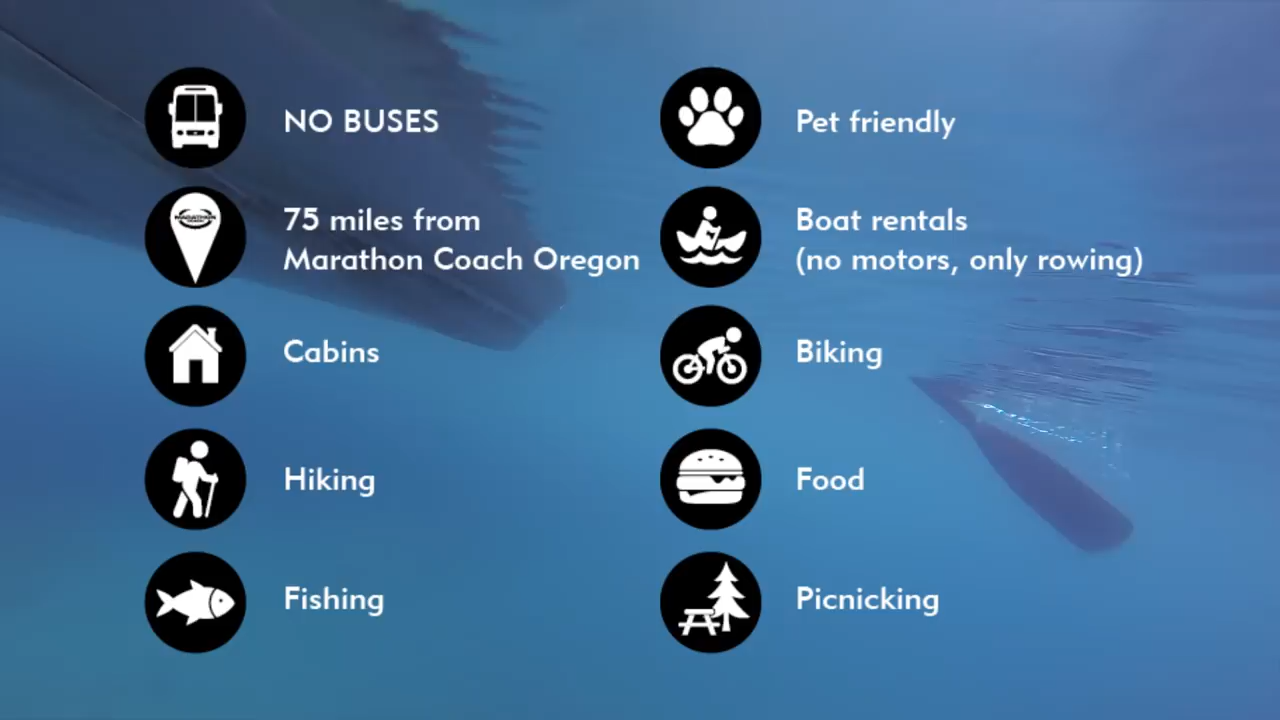 NO BUSES
75 miles from
Marathon Coach Oregon
Cabins
Hiking
Fishing
Pet friendly
Boat rentals
(no motors, only rowing)
Biking
Food
Picnicking
MARATHON